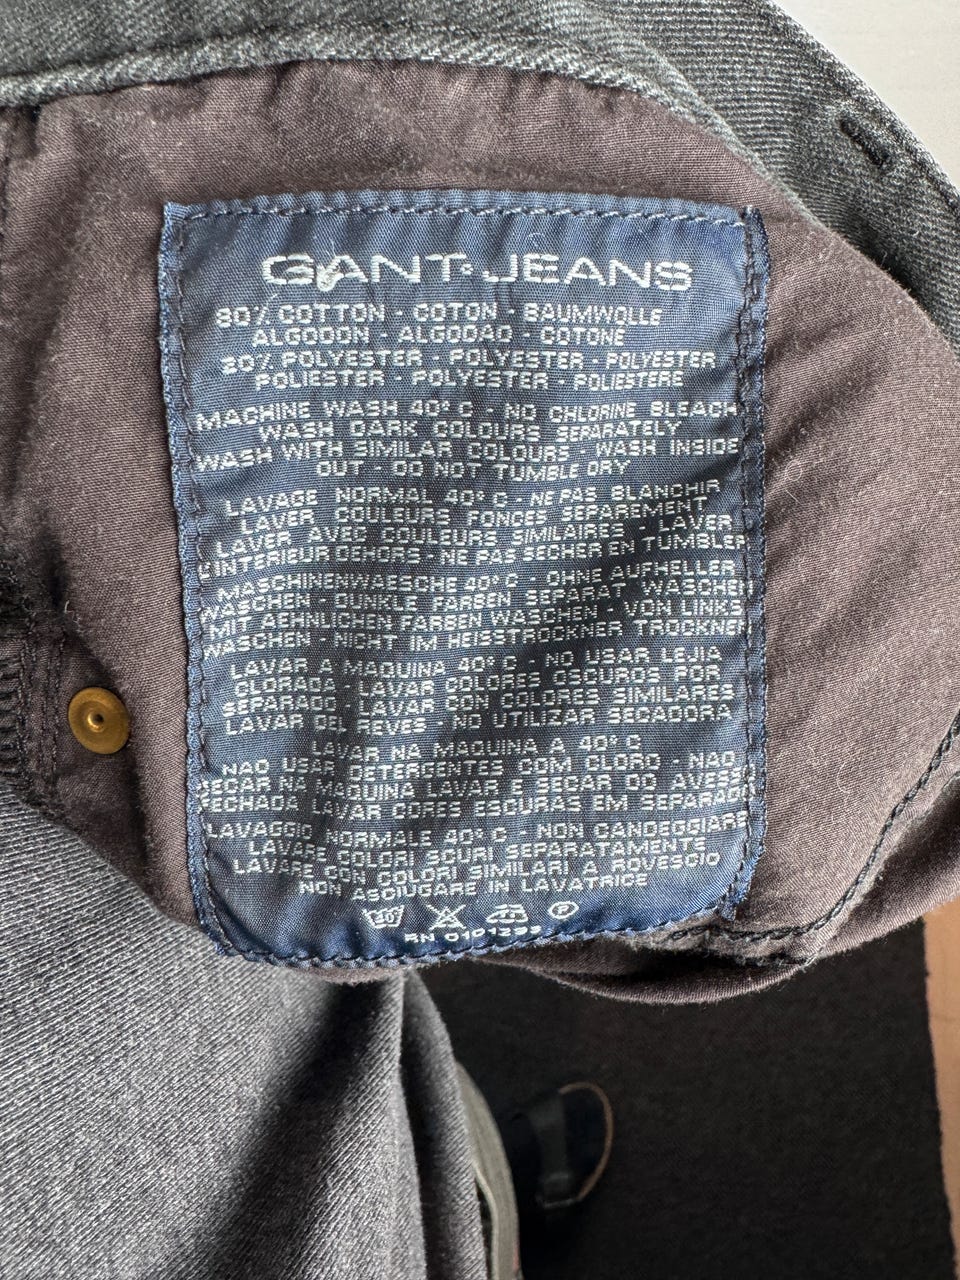 GANT·JEANS
80% COTTON - COTON - BAUMWOLLE
ALGODON - ALGODAO - COTONE
20% POLYESTER - POLYESTER - POLYESTER
POLIESTER - POLYESTER - POLIESTERE
MACHINE WASH 40° C - NO CHLORINE BLEACH
WASH DARK COLOURS SEPARATELY
WASH WITH SIMILAR COLOURS - WASH INSIDE
OUT - DO NOT TUMBLE DRY
LAVAGE NORMAL 40° C - NE PAS BLANCHIR
LAVER COULEURS FONCES SEPAREMENT
LAVER AVEC COULEURS SIMILAIRES - LAVER
INTERIEUR DEHORS - NE PAS SECHER EN TUMBLER
MASCHINENWAESCHE 40° C - OHNE AUFHELLER
WASCHEN DUNKLE FARBEN SEPARAT WASCHEN
MIT AEHNLICHEN FARBEN WASCHEN - VON LINKS
WASCHEN NICHT IM HEISSTROCKNER TROCKNEN
LAVAR A MAQUINA 40° C - NO USAR LEJIA
CLORADA - LAVAR COLORES OSCUROS POR
SEPARADO LAVAR CON COLORES SIMILARES
LAVAR DEL REVES - NO UTILIZAR SECADORA
LAVAR NA MAQUINA A 40° C
NAO USAR DETERGENTES COM CLORO - NAO
SECAR NA MAQUINA LAVAR E SECAR DO AVESSO
FECHADA LAVAR CORES ESCURAS EM SEPARADO
LAVAGGIO NORMALE 40° C - NON CANDEGGIARE
LAVARE COLORI SCURI SEPARATAMENTE
LAVARE CON COLORI SIMILARI A ROVESCIO
NON ASCIUGARE IN LAVATRICE
40 P
RN 0101293